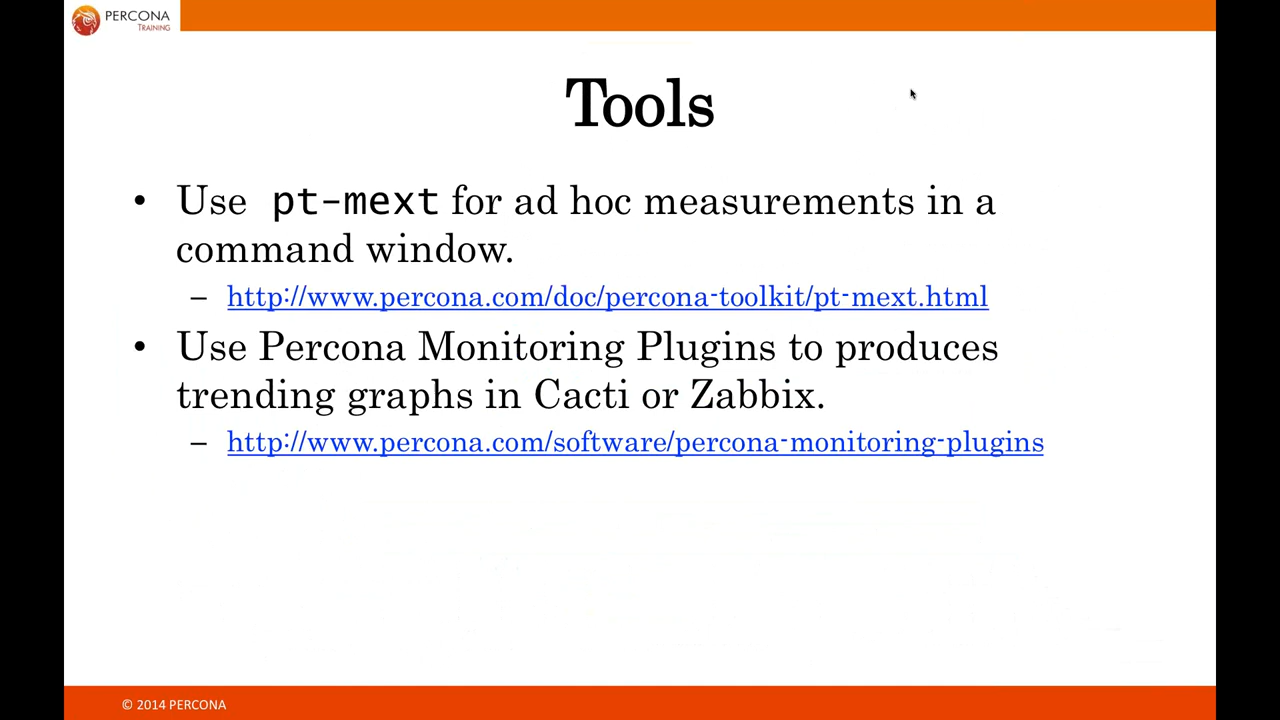 PERCONA
TRAINING
Tools
• Use pt-mext for ad hoc measurements in a
command window.
– http://www.percona.com/doc/percona-toolkit/pt-mext.html
• Use Percona Monitoring Plugins to produces
trending graphs in Cacti or Zabbix.
– http://www.percona.com/software/percona-monitoring-plugins
© 2014 PERCONA